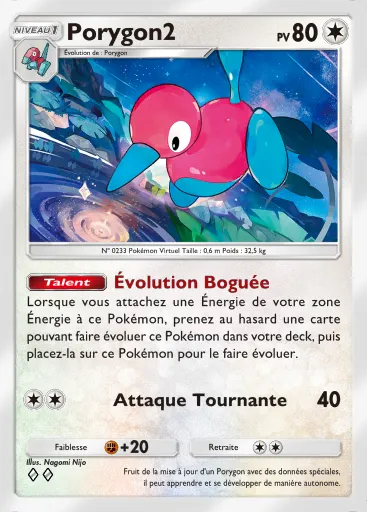 NIVEAU 1
Porygon2
PV 80
Évolution de : Porygon
N° 0233 Pokémon Virtuel Taille : 0,6 m Poids : 32,5 kg
Talent Évolution Boguée
Lorsque vous attachez une Énergie de votre zone
Énergie à ce Pokémon, prenez au hasard une carte
pouvant faire évoluer ce Pokémon dans votre deck, puis
placez-la sur ce Pokémon pour le faire évoluer.
Attaque Tournante 40
Faiblesse +20 Retraite
Illus. Nagomi Nijo
Fruit de la mise à jour d'un Porygon avec des données spéciales,
il peut apprendre et se développer de manière autonome.